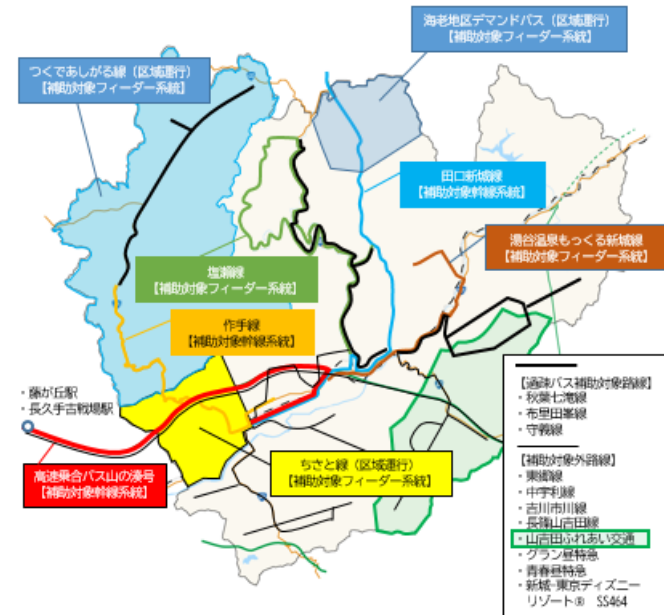 海老地区デマンドバス（区域運行）
【補助対象フィーダー系統】
つくであしがる線（区域運行）
【補助対象フィーダー系統】
田口新城線
【補助対象幹線系統】
湯谷温泉もっくる新城線
【補助対象フィーダー系統】
塩瀬線
【補助対象フィーダー系統】
作手線
【補助対象幹線系統】
・藤が丘駅
・長久手古戦場駅
高速乗合バス山の湊号
【補助対象幹線系統】
ちさと線（区域運行）
【補助対象フィーダー系統】
【過疎バス補助対象路線】
・秋葉七滝線
・布里田峯線
・守義線
【補助対象外路線】
・東郷線
・中宇利線
・吉川市川線
・長篠山吉田線
・山吉田ふれあい交通
・グラン昼特急
・青春昼特急
・新城-東京ディズニー
リゾート® SS464